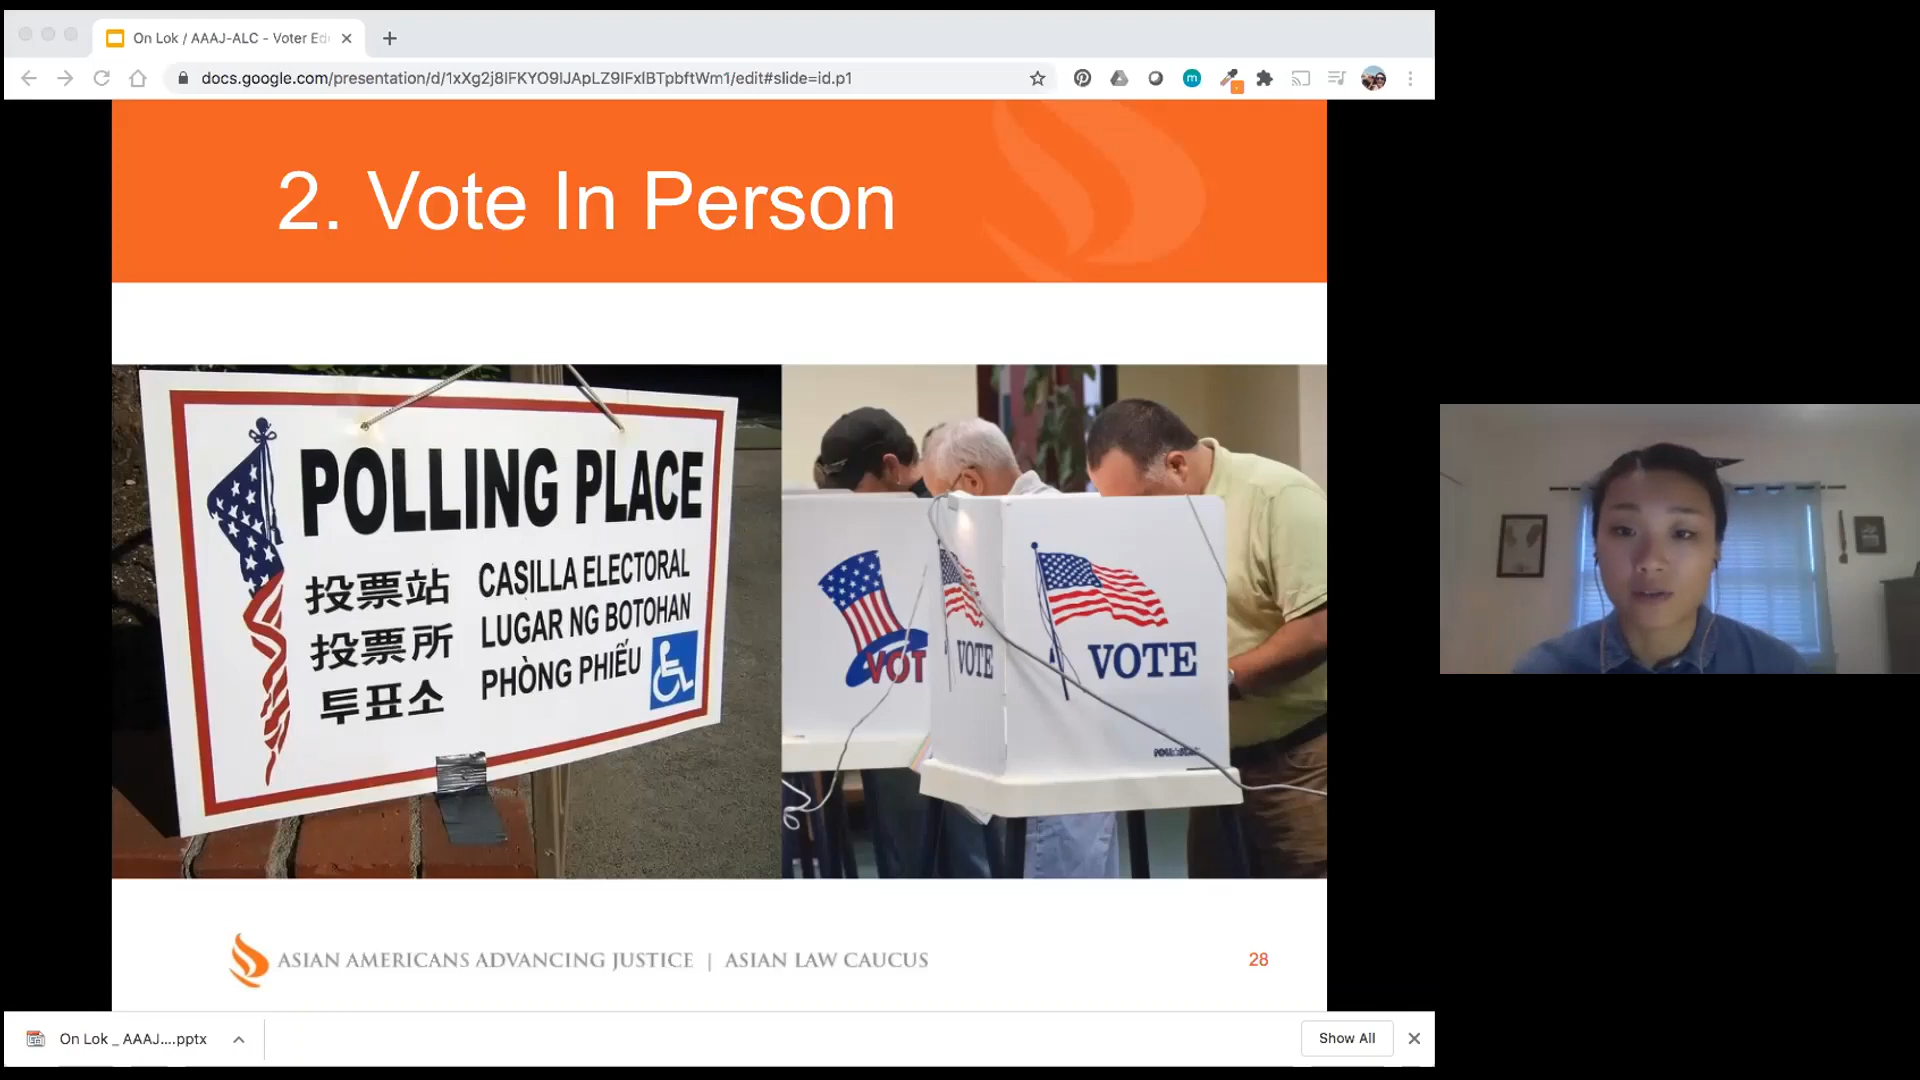 On Lok / AAAJ-ALC - Voter Ed
docs.google.com/presentation/d/1xXg2j8IFKYO9IJApLZ9IFxIBTpbftWm1/edit#slide=id.p1
2. Vote In Person
POLLING PLACE
投票站
投票所
투표소
CASILLA ELECTORAL
LUGAR NG BOTOHAN
PHÒNG PHIẾU
VOT
VOTE
VOTE
ASIAN AMERICANS ADVANCING JUSTICE | ASIAN LAW CAUCUS
28
On Lok _ AAAJ....pptx
Show All